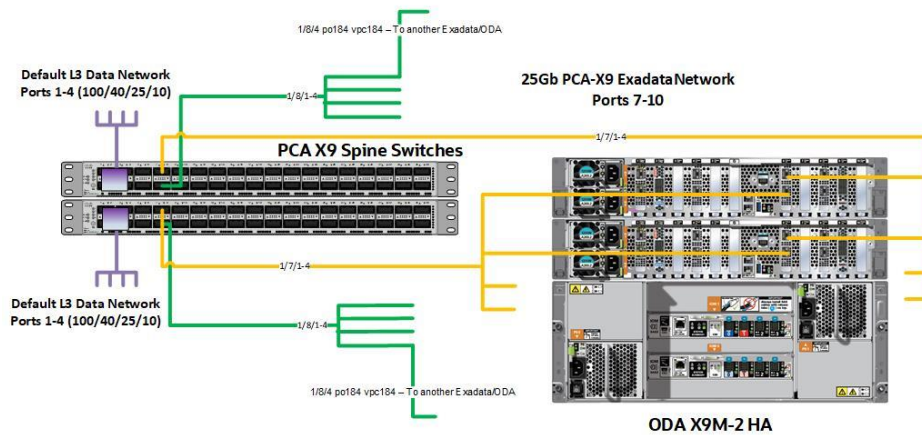 1/8/4 po184 vpc184 – To another Exadata/ODA
Default L3 Data Network
Ports 1-4 (100/40/25/10)
25Gb PCA-X9 ExadataNetwork
Ports 7-10
1/8/1-4
1/7/1-4
PCA X9 Spine Switches
1/7/1-4
Default L3 Data Network
Ports 1-4 (100/40/25/10)
1/8/1-4
1/8/4 po184 vpc184 – To another Exadata/ODA
ODA X9M-2 HA